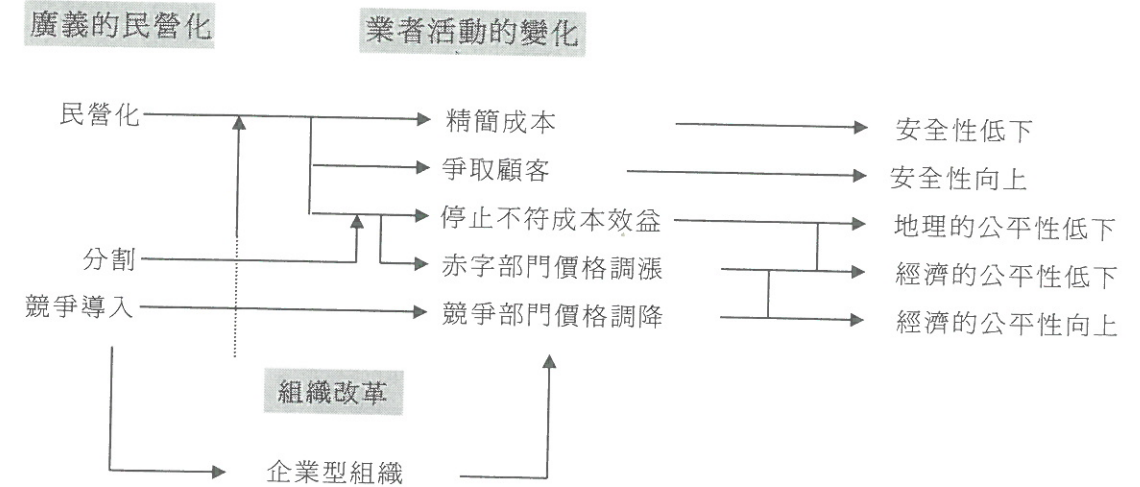 廣義的民營化
業者活動的變化
民營化
精簡成本
安全性低下
爭取顧客
安全性向上
停止不符成本效益
地理的公平性低下
分割
赤字部門價格調漲
經濟的公平性低下
競爭導入
競爭部門價格調降
經濟的公平性向上
組織改革
企業型組織